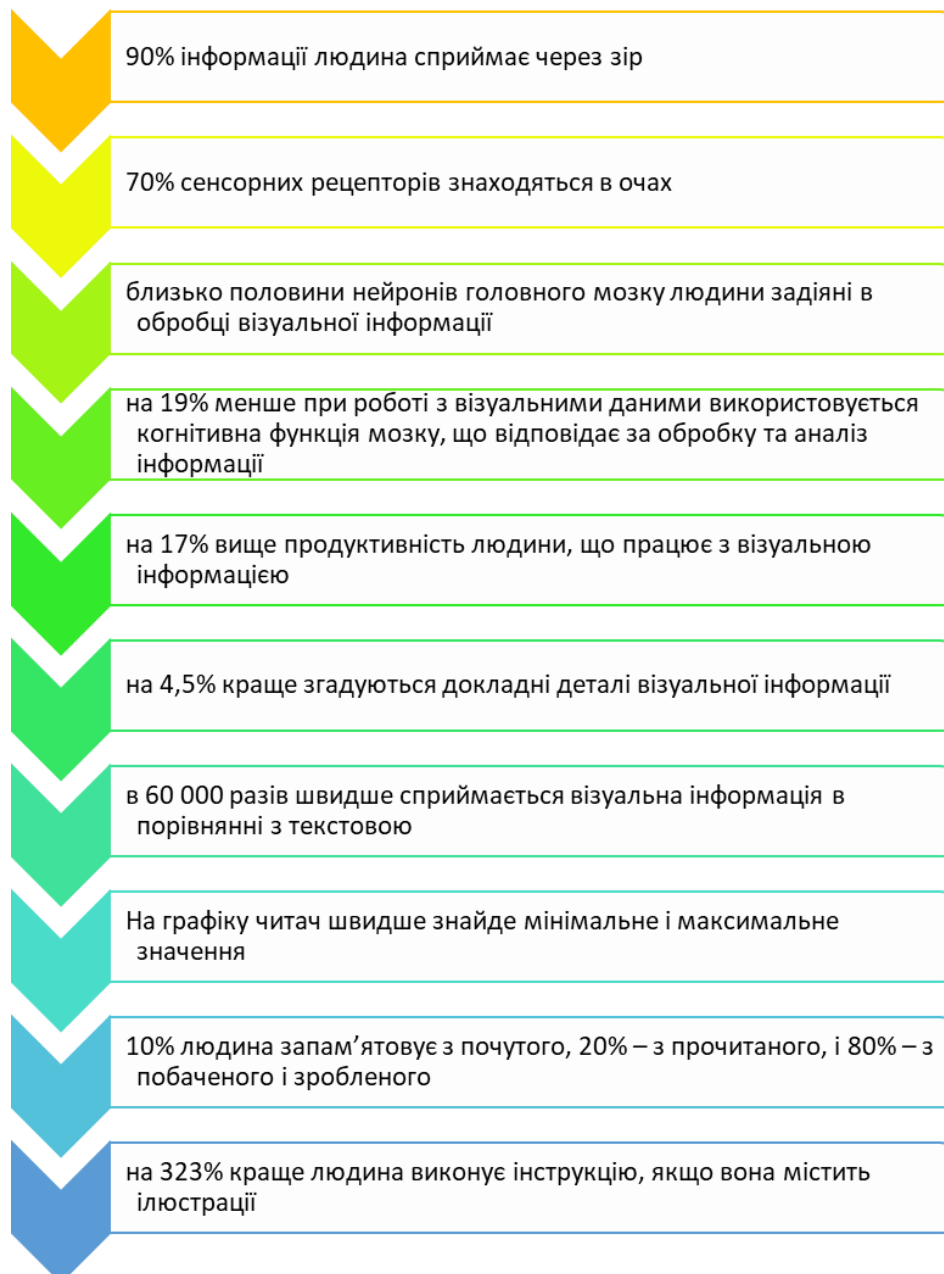 90% інформації людина сприймає через зір
70% сенсорних рецепторів знаходяться в очах
близько половини нейронів головного мозку людини задіяні в
обробці візуальної інформації
на 19% менше при роботі з візуальними даними використовується
когнітивна функція мозку, що відповідає за обробку та аналіз
інформації
на 17% вище продуктивність людини, що працює з візуальною
інформацією
на 4,5% краще згадуються докладні деталі візуальної інформації
в 60 000 разів швидше сприймається візуальна інформація в
порівнянні з текстовою
На графіку читач швидше знайде мінімальне і максимальне
значення
10% людина запам’ятовує з почутого, 20% – з прочитаного, і 80% – з
побаченого і зробленого
на 323% краще людина виконує інструкцію, якщо вона містить
ілюстрації